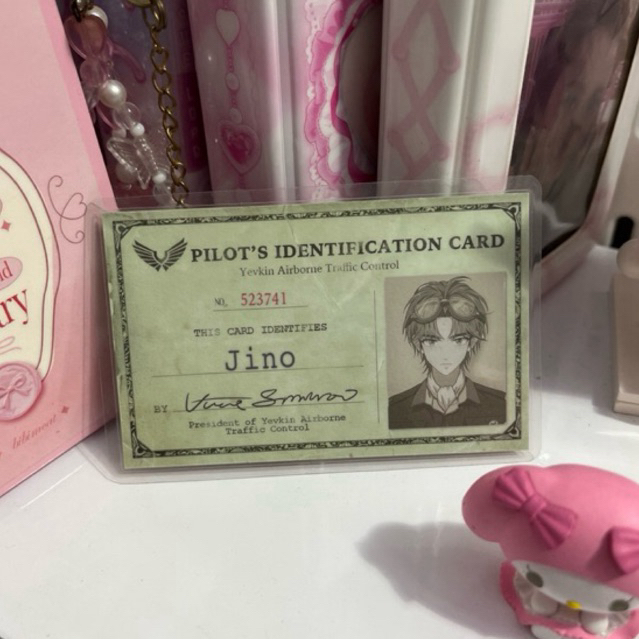 PILOT'S IDENTIFICATION CARD
Yevkin Airborne Traffic Control
NO. 523741
THIS CARD IDENTIFIES
Jino
BY
President of Yevkin Airborne
Traffic Control